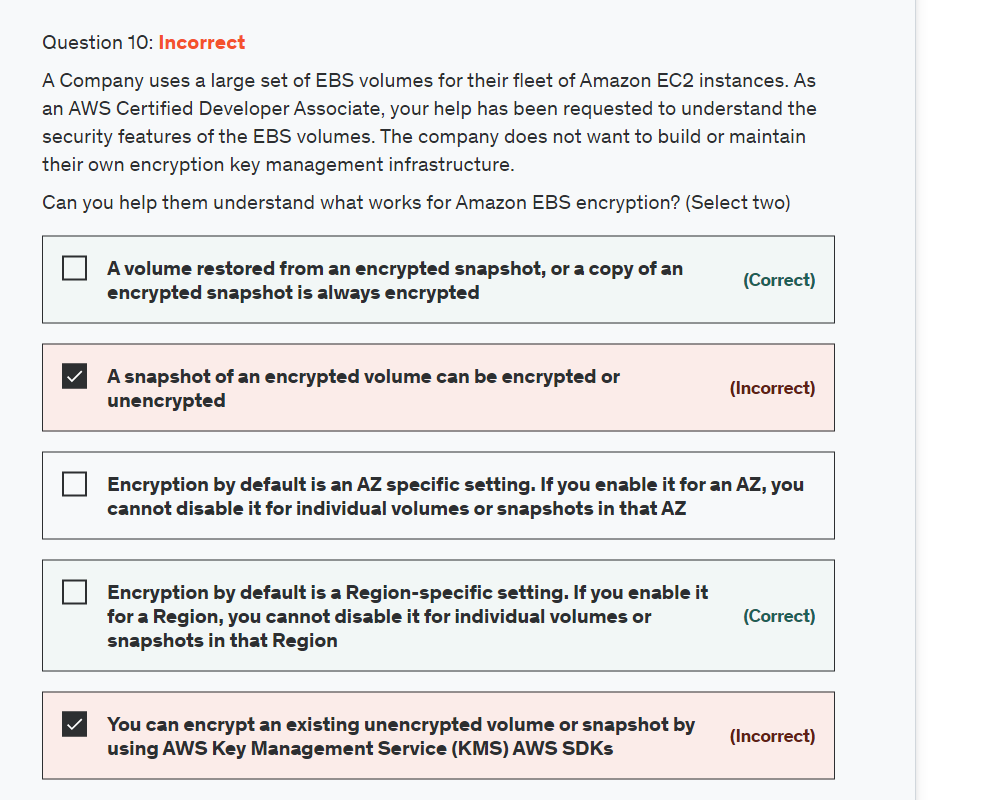 Question 10: Incorrect
A Company uses a large set of EBS volumes for their fleet of Amazon EC2 instances. As
an AWS Certified Developer Associate, your help has been requested to understand the
security features of the EBS volumes. The company does not want to build or maintain
their own encryption key management infrastructure.
Can you help them understand what works for Amazon EBS encryption? (Select two)
A volume restored from an encrypted snapshot, or a copy of an
encrypted snapshot is always encrypted
(Correct)
A snapshot of an encrypted volume can be encrypted or
unencrypted
(Incorrect)
Encryption by default is an AZ specific setting. If you enable it for an AZ, you
cannot disable it for individual volumes or snapshots in that AZ
Encryption by default is a Region-specific setting. If you enable it
for a Region, you cannot disable it for individual volumes or
snapshots in that Region
(Correct)
You can encrypt an existing unencrypted volume or snapshot by
using AWS Key Management Service (KMS) AWS SDKs
(Incorrect)